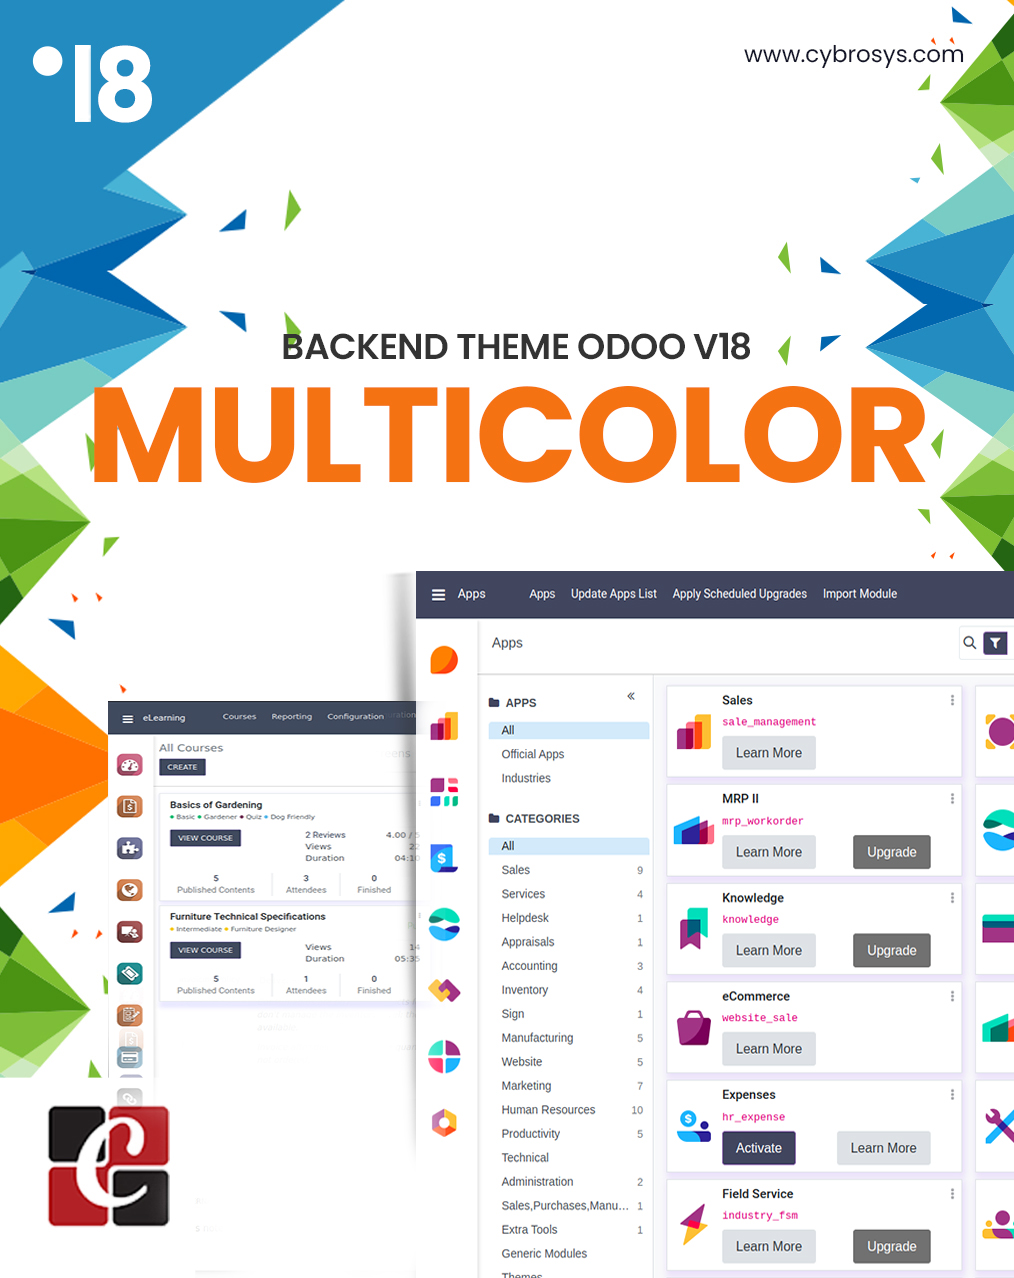 18
www.cybrosys.com
BACKEND THEME ODOO V18
MULTICOLOR
Apps Apps Update Apps List Apply Scheduled Upgrades Import Module
Apps
APPS
All
Official Apps
Industries
CATEGORIES
All
Sales 9
Services 4
Helpdesk 1
Appraisals 1
Accounting 3
Inventory 4
Sign 1
Manufacturing 5
Website 5
Marketing 7
Human Resources 10
Productivity 5
Technical
Administration 2
Sales,Purchases,Manu... 1
Extra Tools 1
Generic Modules
Themes
Sales
sale_management
Learn More
MRP II
mrp_workorder
Learn More Upgrade
Knowledge
knowledge
Learn More Upgrade
eCommerce
website_sale
Learn More
Expenses
hr_expense
Activate Learn More
Field Service
industry_fsm
Learn More Upgrade
eLearning Courses Reporting Configuration
All Courses
CREATE
Basics of Gardening
Basic Gardener Quiz Dog Friendly
VIEW COURSE
2 Reviews 4.00 / 5
Views 22
Duration 04:10
5 3 0
Published Contents Attendees Finished
Furniture Technical Specifications
Intermediate Furniture Designer
VIEW COURSE
Views 14
Duration 05:35
5 1 0
Published Contents Attendees Finished
C